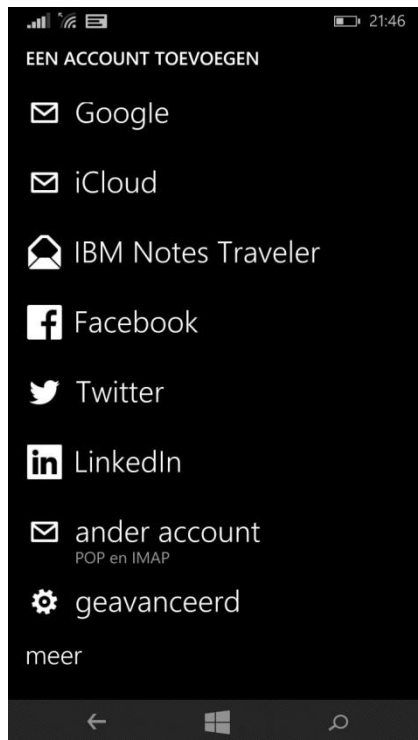 21:46
EEN ACCOUNT TOEVOEGEN
Google
iCloud
IBM Notes Traveler
Facebook
Twitter
in LinkedIn
ander account
POP en IMAP
geavanceerd
meer